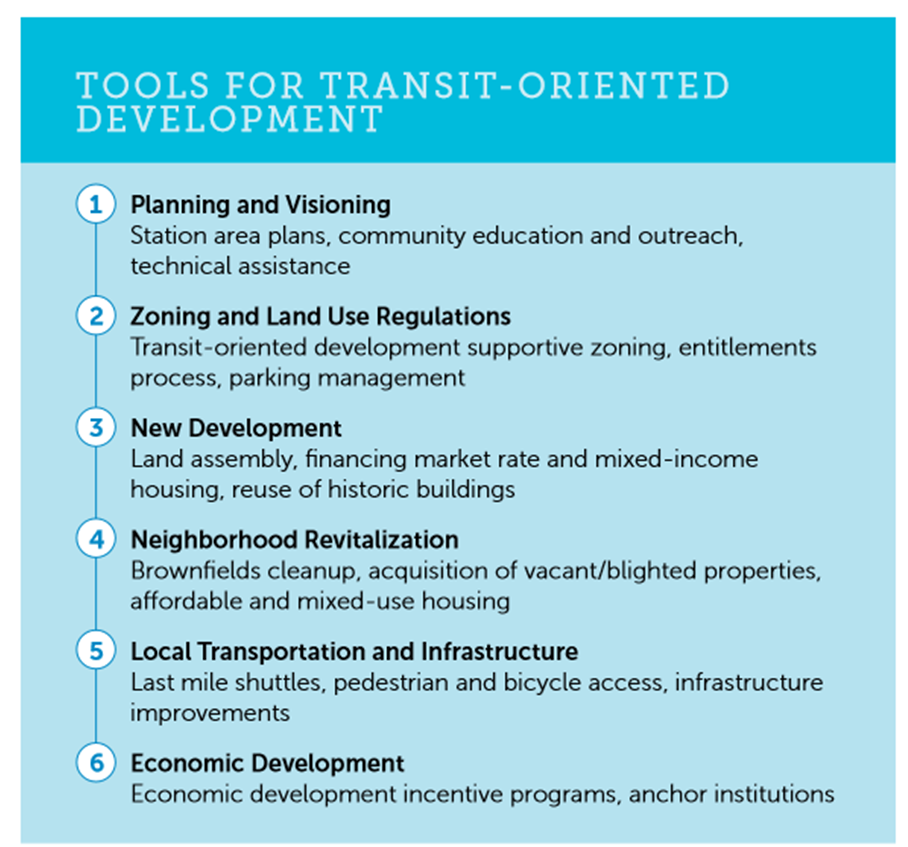 TOOLS FOR TRANSIT-ORIENTED
DEVELOPMENT
1 Planning and Visioning
Station area plans, community education and outreach,
technical assistance
2 Zoning and Land Use Regulations
Transit-oriented development supportive zoning, entitlements
process, parking management
3 New Development
Land assembly, financing market rate and mixed-income
housing, reuse of historic buildings
4 Neighborhood Revitalization
Brownfields cleanup, acquisition of vacant/blighted properties,
affordable and mixed-use housing
5 Local Transportation and Infrastructure
Last mile shuttles, pedestrian and bicycle access, infrastructure
improvements
6 Economic Development
Economic development incentive programs, anchor institutions